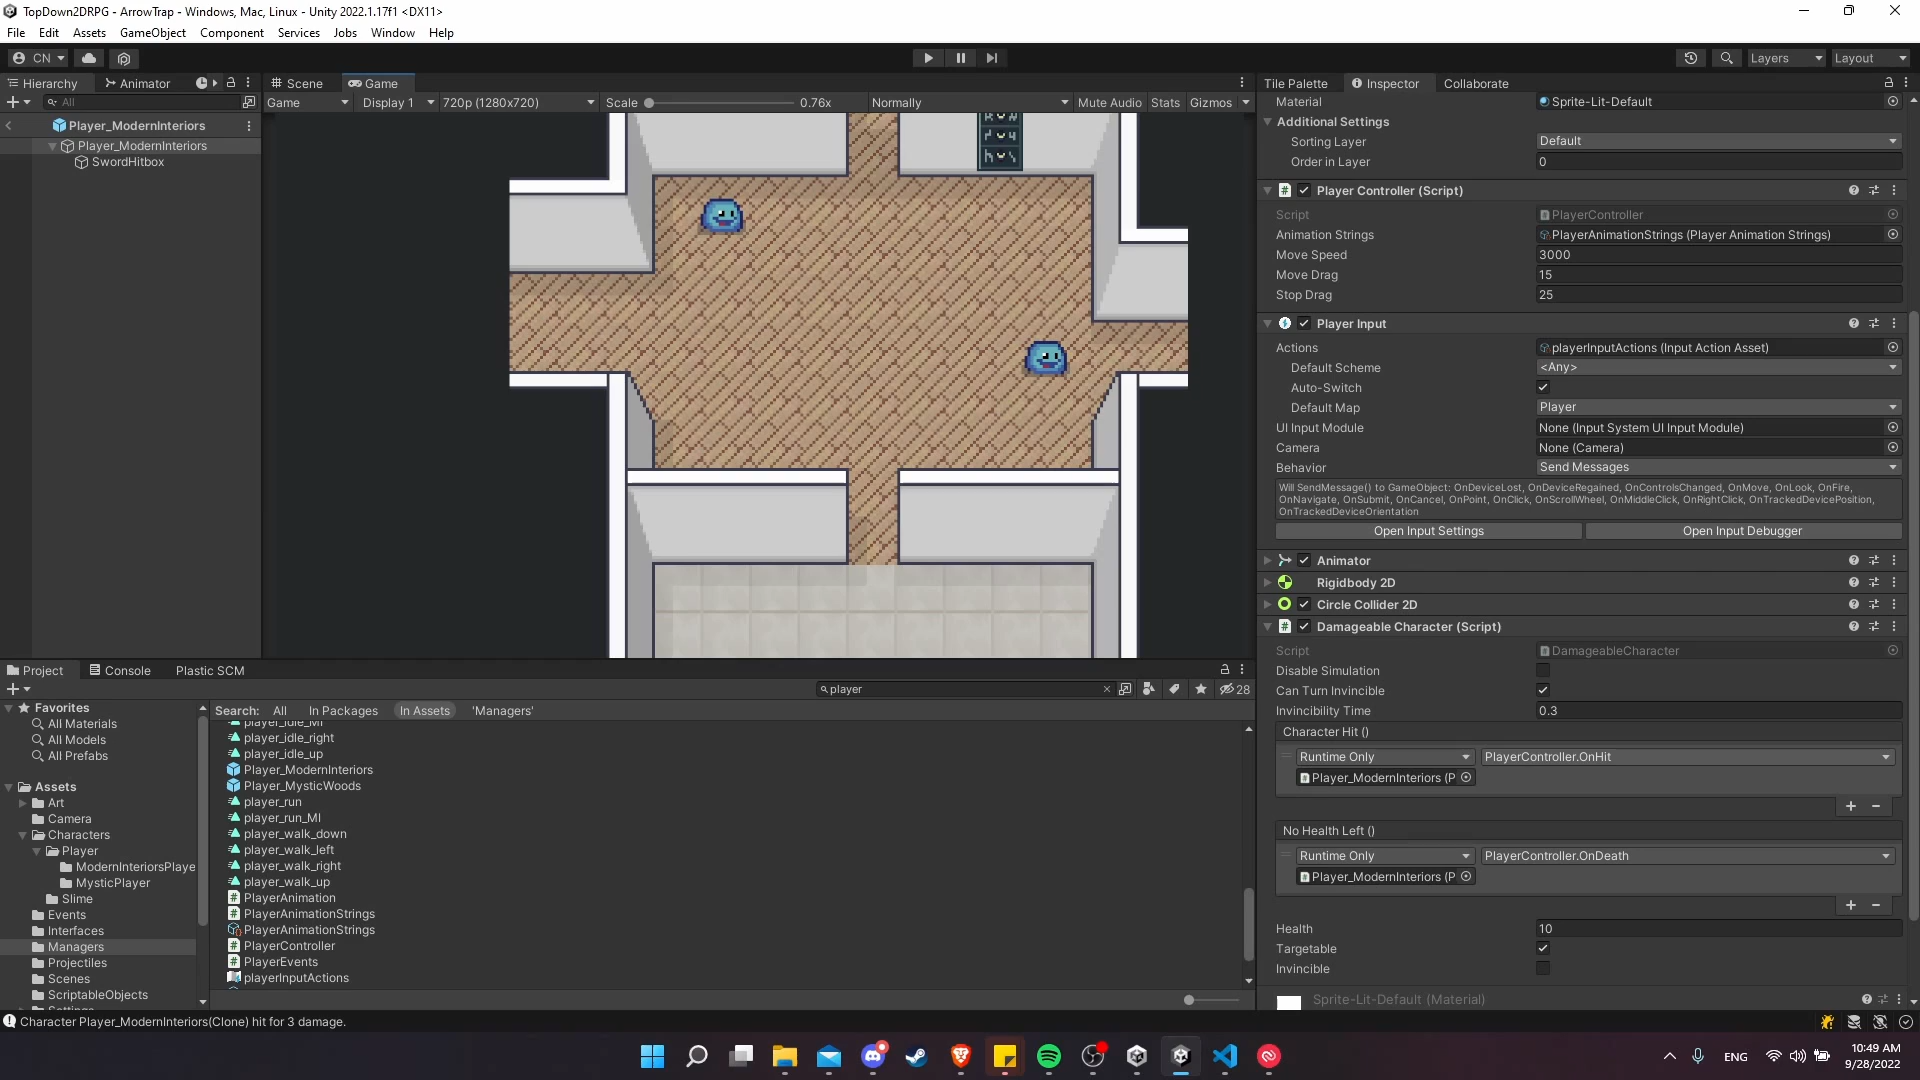 TopDown2DRPG - ArrowTrap - Windows, Mac, Linux - Unity 2022.1.17f1 <DX11>
File Edit Assets GameObject Component Services Jobs Window Help
CN Layers Layout
Hierarchy Animator Scene Game Tile Palette Inspector Collaborate
All Game Display 1 720p (1280x720) Scale 0.76x Normally Mute Audio Stats Gizmos
Player_ModernInteriors
Player_ModernInteriors
SwordHitbox
Material Sprite-Lit-Default
Additional Settings
Sorting Layer Default
Order in Layer 0
Player Controller (Script)
Script PlayerController
Animation Strings PlayerAnimationStrings (Player Animation Strings)
Move Speed 3000
Move Drag 15
Stop Drag 25
Player Input
Actions playerInputActions (Input Action Asset)
Default Scheme <Any>
Auto-Switch
Default Map Player
UI Input Module None (Input System UI Input Module)
Camera None (Camera)
Behavior Send Messages
Will SendMessage() to GameObject: OnDeviceLost, OnDeviceRegained, OnControlsChanged, OnMove, OnLook, OnFire,
OnNavigate, OnSubmit, OnCancel, OnPoint, OnClick, OnScrollWheel, OnMiddleClick, OnRightClick, OnTrackedDevicePosition,
OnTrackedDeviceOrientation
Open Input Settings Open Input Debugger
Animator
Rigidbody 2D
Circle Collider 2D
Damageable Character (Script)
Script DamageableCharacter
Disable Simulation
Can Turn Invincible
Invincibility Time 0.3
Character Hit ()
Runtime Only PlayerController.OnHit
Player_ModernInteriors (P
No Health Left ()
Runtime Only PlayerController.OnDeath
Player_ModernInteriors (P
Health 10
Targetable
Invincible
Sprite-Lit-Default (Material)
Project Console Plastic SCM
player 28
Favorites
All Materials
All Models
All Prefabs
Assets
Art
Camera
Characters
Player
ModernInteriorsPlaye
MysticPlayer
Slime
Events
Interfaces
Managers
Projectiles
Scenes
ScriptableObjects
Search: All In Packages In Assets 'Managers'
player_idle_MI
player_idle_right
player_idle_up
Player_ModernInteriors
Player_MysticWoods
player_run
player_run_MI
player_walk_down
player_walk_left
player_walk_right
player_walk_up
PlayerAnimation
PlayerAnimationStrings
PlayerAnimationStrings
PlayerController
PlayerEvents
playerInputActions
Character Player_ModernInteriors(Clone) hit for 3 damage.
ENG
10:49 AM
9/28/2022